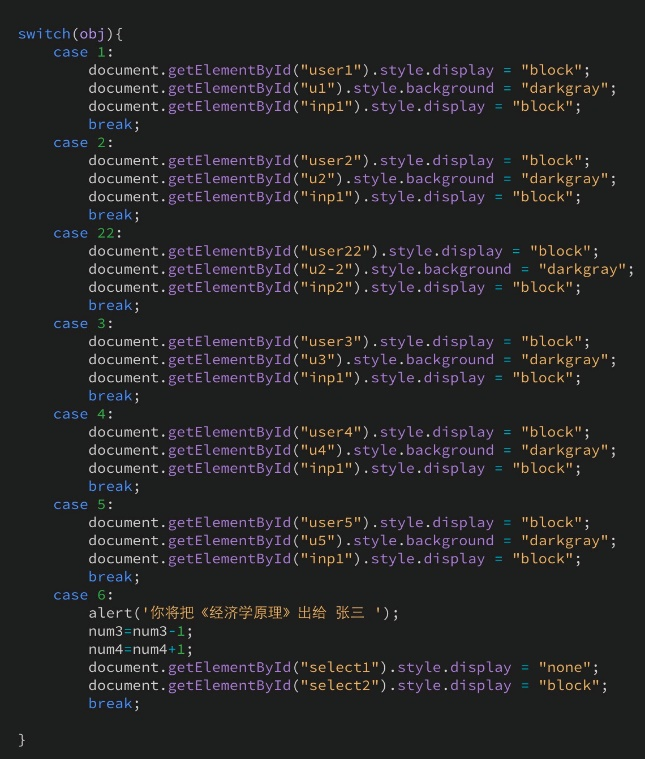 switch(obj){
    case 1:
        document.getElementById("user1").style.display = "block";
        document.getElementById("u1").style.background = "darkgray";
        document.getElementById("inp1").style.display = "block";
        break;
    case 2:
        document.getElementById("user2").style.display = "block";
        document.getElementById("u2").style.background = "darkgray";
        document.getElementById("inp1").style.display = "block";
        break;
    case 22:
        document.getElementById("user22").style.display = "block";
        document.getElementById("u2-2").style.background = "darkgray";
        document.getElementById("inp2").style.display = "block";
        break;
    case 3:
        document.getElementById("user3").style.display = "block";
        document.getElementById("u3").style.background = "darkgray";
        document.getElementById("inp1").style.display = "block";
        break;
    case 4:
        document.getElementById("user4").style.display = "block";
        document.getElementById("u4").style.background = "darkgray";
        document.getElementById("inp1").style.display = "block";
        break;
    case 5:
        document.getElementById("user5").style.display = "block";
        document.getElementById("u5").style.background = "darkgray";
        document.getElementById("inp1").style.display = "block";
        break;
    case 6:
        alert('你将把《经济学原理》出给 张三 ');
        num3=num3-1;
        num4=num4+1;
        document.getElementById("select1").style.display = "none";
        document.getElementById("select2").style.display = "block";
        break;
}